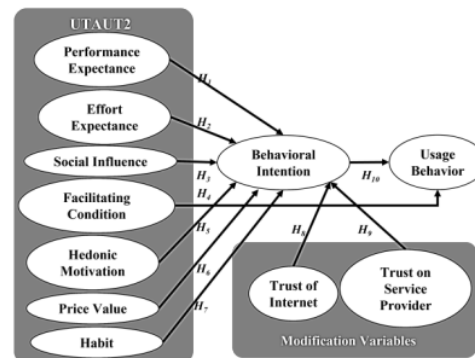 UTAUT2
Performance
Expectance
H1
Effort
Expectance
H2
Social Influence
H3
Behavioral
Intention
H10
Usage
Behavior
Facilitating
Condition
H4
Hedonic
Motivation
H5
Price Value
H6
Habit
H7
H8
H9
Trust of
Internet
Trust on
Service
Provider
Modification Variables